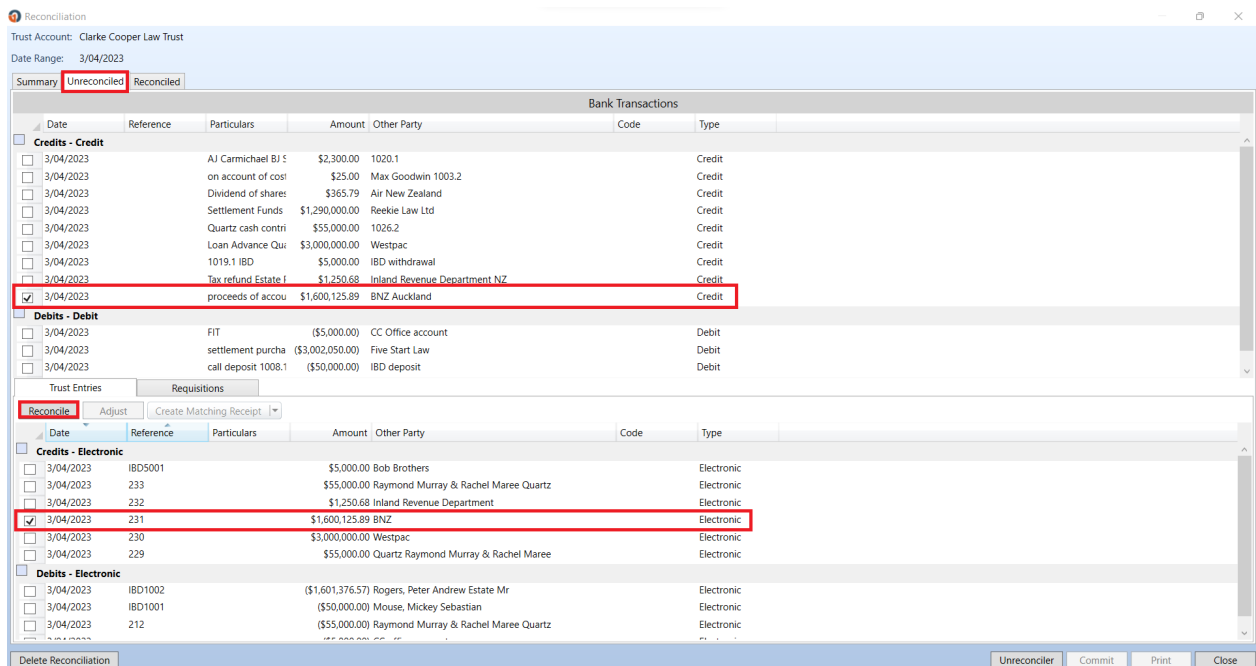 Reconciliation
Trust Account: Clarke Cooper Law Trust
Date Range: 3/04/2023
Summary Unreconciled Reconciled
Bank Transactions
Date Reference Particulars Amount Other Party Code Type
Credits - Credit
3/04/2023 AJ Carmichael BJ S $2,300.00 1020.1 Credit
3/04/2023 on account of cost $25.00 Max Goodwin 1003.2 Credit
3/04/2023 Dividend of shares $365.79 Air New Zealand Credit
3/04/2023 Settlement Funds $1,290,000.00 Reekie Law Ltd Credit
3/04/2023 Quartz cash contri $55,000.00 1026.2 Credit
3/04/2023 Loan Advance Qua $3,000,000.00 Westpac Credit
3/04/2023 1019.1 IBD $5,000.00 IBD withdrawal Credit
3/04/2023 Tax refund Estate $1,250.68 Inland Revenue Department NZ Credit
3/04/2023 proceeds of accou $1,600,125.89 BNZ Auckland Credit
Debits - Debit
3/04/2023 FIT ($5,000.00) CC Office account Debit
3/04/2023 settlement purcha ($3,002,050.00) Five Start Law Debit
3/04/2023 call deposit 1008.1 ($50,000.00) IBD deposit Debit
Trust Entries Requisitions
Reconcile Adjust Create Matching Receipt
Date Reference Particulars Amount Other Party Code Type
Credits - Electronic
3/04/2023 IBD5001 $5,000.00 Bob Brothers Electronic
3/04/2023 233 $55,000.00 Raymond Murray & Rachel Maree Quartz Electronic
3/04/2023 232 $1,250.68 Inland Revenue Department Electronic
3/04/2023 231 $1,600,125.89 BNZ Electronic
3/04/2023 230 $3,000,000.00 Westpac Electronic
3/04/2023 229 $55,000.00 Quartz Raymond Murray & Rachel Maree Electronic
Debits - Electronic
3/04/2023 IBD1002 ($1,601,376.57) Rogers, Peter Andrew Estate Mr Electronic
3/04/2023 IBD1001 ($50,000.00) Mouse, Mickey Sebastian Electronic
3/04/2023 212 ($55,000.00) Raymond Murray & Rachel Maree Quartz Electronic
Delete Reconciliation Unreconciler Commit Print Close